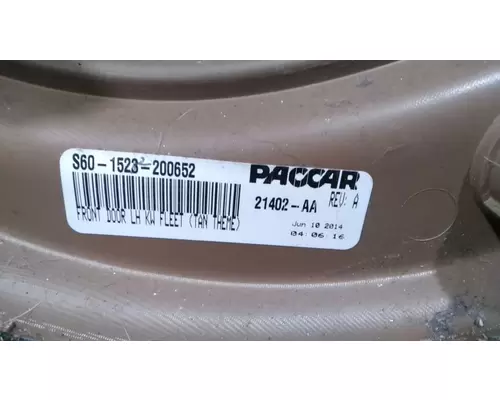 S60-1523-200652
PACCAR
21402-AA REV: A
FRONT DOOR LH KW FLEET (TAN THEME)
Jun 10 2014
04:06:16